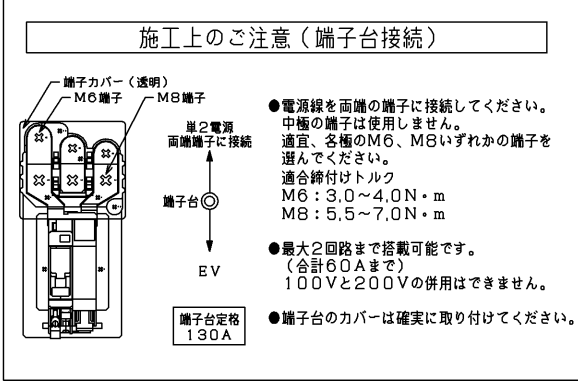 施工上のご注意（端子台接続）
端子カバー（透明）
M6端子
M8端子
単2電源
両端端子に接続
端子台
EV
端子台定格
130A
●電源線を両端の端子に接続してください。
中極の端子は使用しません。
適宜、各極のM6、M8いずれかの端子を
選んでください。
適合締付けトルク
M6：3.0～4.0N・m
M8：5.5～7.0N・m
●最大2回路まで搭載可能です。
（合計60Aまで）
100Vと200Vの併用はできません。
●端子台のカバーは確実に取り付けてください。